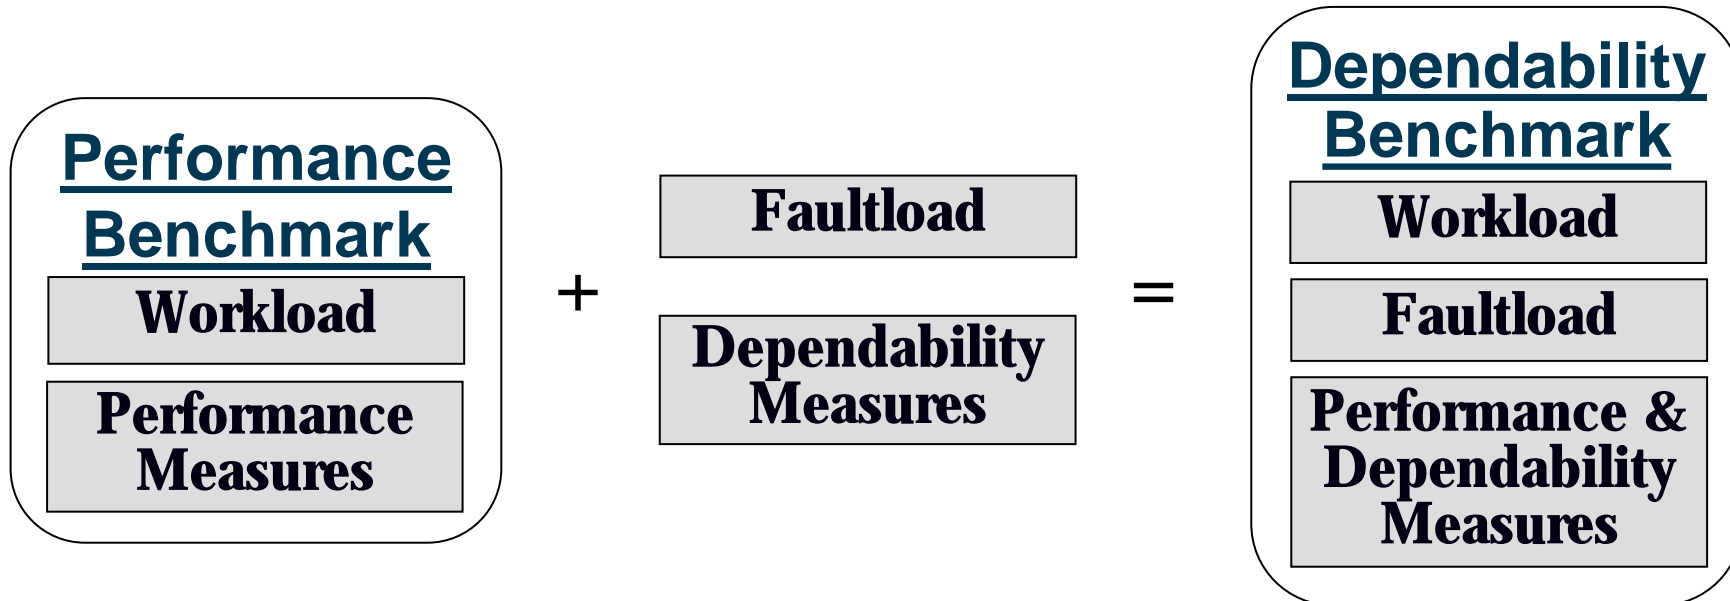 Performance
Benchmark
Workload
Performance
Measures
+
Faultload
Dependability
Measures
=
Dependability
Benchmark
Workload
Faultload
Performance &
Dependability
Measures